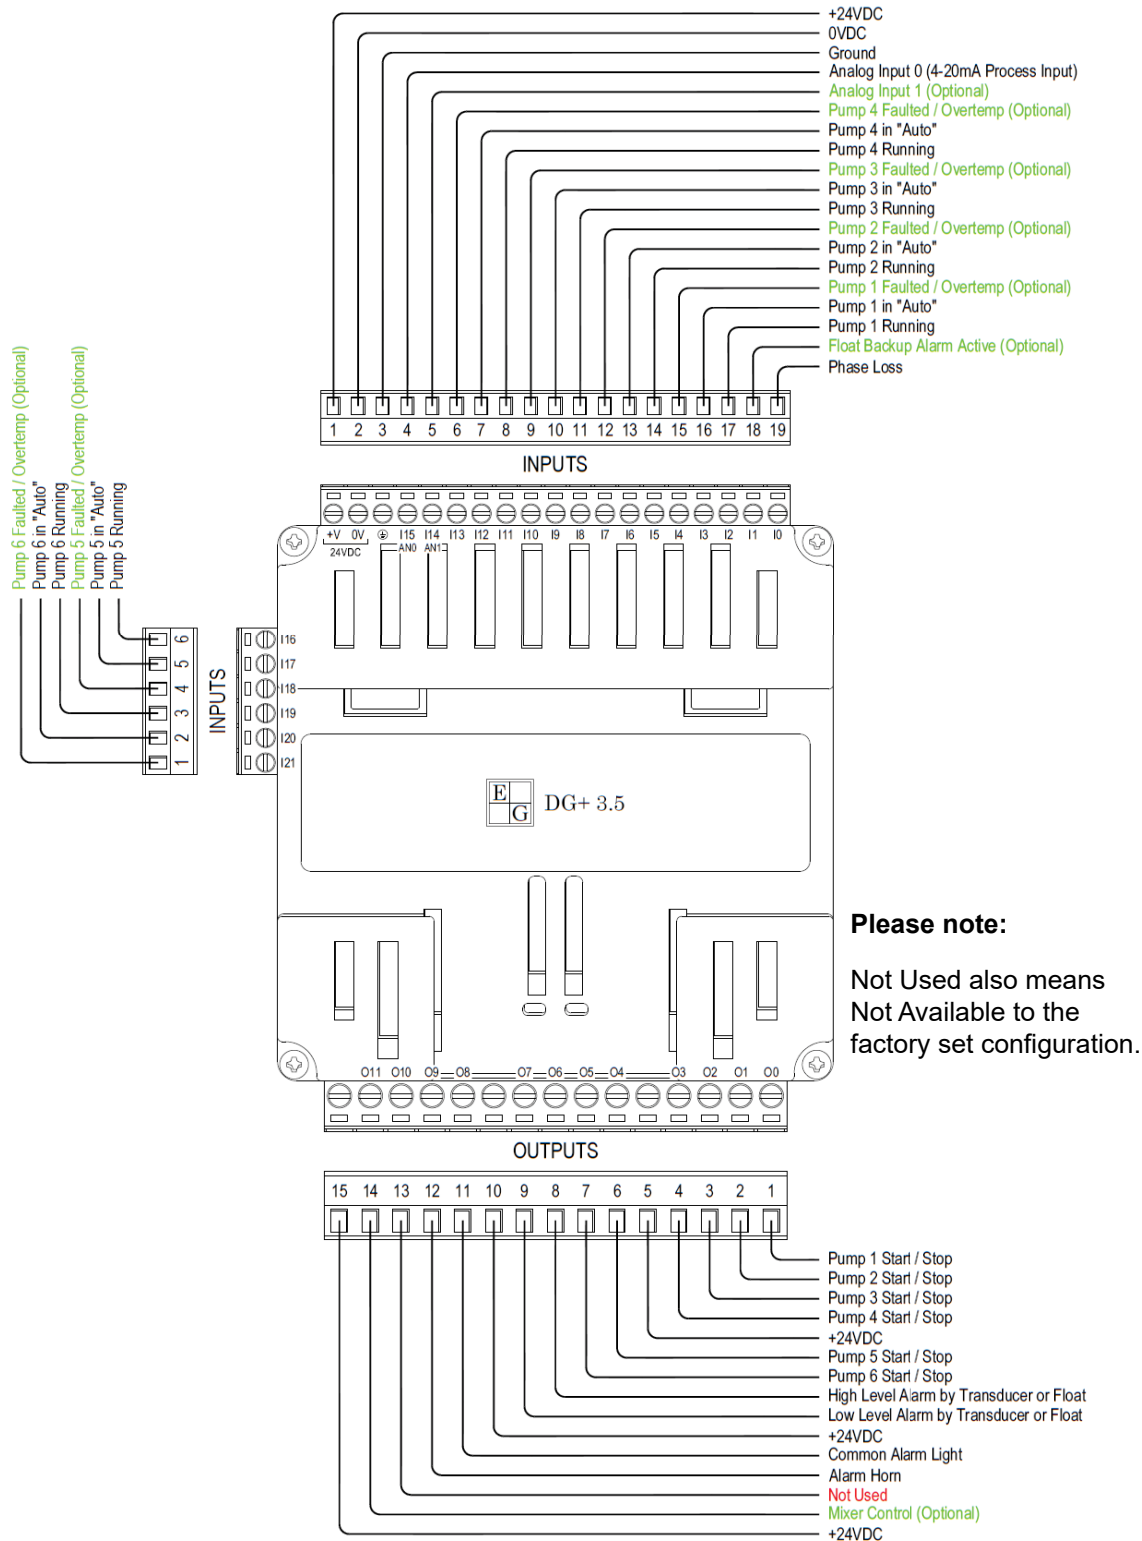 +24VDC
0VDC
Ground
Analog Input 0 (4-20mA Process Input)
Analog Input 1 (Optional)
Pump 4 Faulted / Overtemp (Optional)
Pump 4 in "Auto"
Pump 4 Running
Pump 3 Faulted / Overtemp (Optional)
Pump 3 in "Auto"
Pump 3 Running
Pump 2 Faulted / Overtemp (Optional)
Pump 2 in "Auto"
Pump 2 Running
Pump 1 Faulted / Overtemp (Optional)
Pump 1 in "Auto"
Pump 1 Running
Float Backup Alarm Active (Optional)
Phase Loss
1 2 3 4 5 6 7 8 9 10 11 12 13 14 15 16 17 18 19
INPUTS
+V 0V I15 I14 I13 I12 I11 I10 I9 I8 I7 I6 I5 I4 I3 I2 I1 I0
24VDC AN0 AN1
Pump 6 Faulted / Overtemp (Optional)
Pump 6 in "Auto"
Pump 6 Running
Pump 5 Faulted / Overtemp (Optional)
Pump 5 in "Auto"
Pump 5 Running
6
5
4
3
2
1
INPUTS
I16
I17
I18
I19
I20
I21
E G
DG+ 3.5
Please note:
Not Used also means
Not Available to the
factory set configuration.
O11 O10 O9 O8 O7 O6 O5 O4 O3 O2 O1 O0
OUTPUTS
15 14 13 12 11 10 9 8 7 6 5 4 3 2 1
Pump 1 Start / Stop
Pump 2 Start / Stop
Pump 3 Start / Stop
Pump 4 Start / Stop
+24VDC
Pump 5 Start / Stop
Pump 6 Start / Stop
High Level Alarm by Transducer or Float
Low Level Alarm by Transducer or Float
+24VDC
Common Alarm Light
Alarm Horn
Not Used
Mixer Control (Optional)
+24VDC